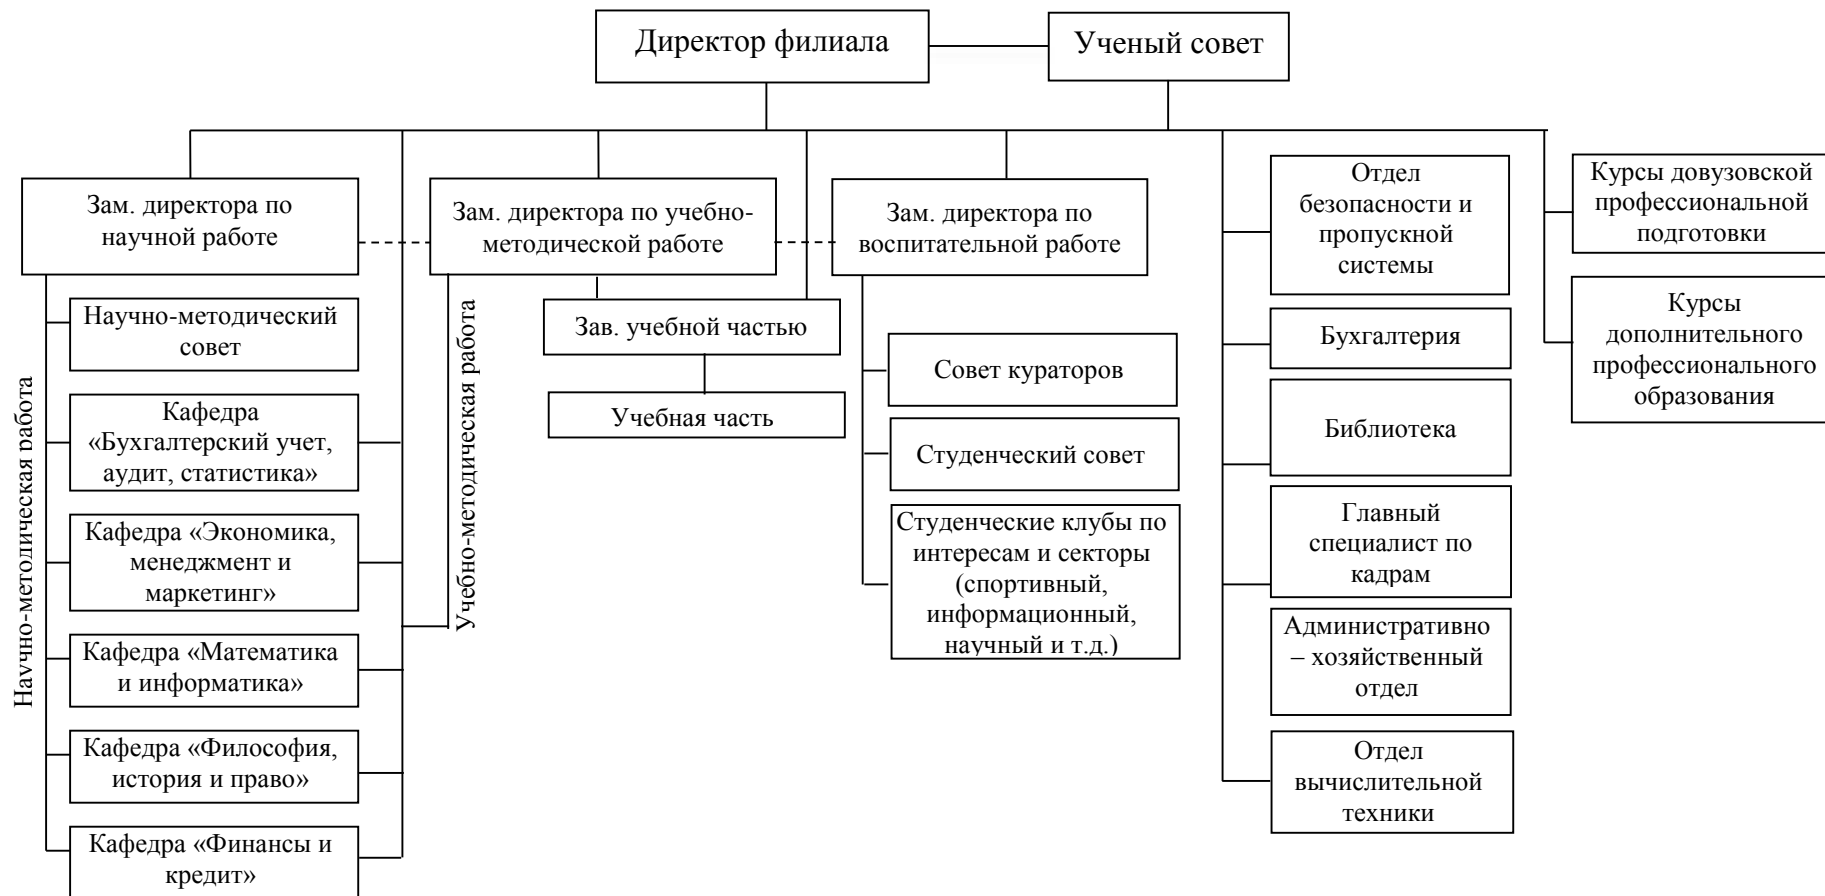 Директор филиала
Ученый совет
Зам. директора по
научной работе
Зам. директора по учебно-
методической работе
Зам. директора по
воспитательной работе
Отдел
безопасности и
пропускной
системы
Курсы довузовской
профессиональной
подготовки
Научно-методическая работа
Научно-методический
совет
Учебно-методическая работа
Зав. учебной частью
Бухгалтерия
Курсы
дополнительного
профессионального
образования
Совет кураторов
Кафедра
«Бухгалтерский учет,
аудит, статистика»
Учебная часть
Библиотека
Студенческий совет
Кафедра «Экономика,
менеджмент и
маркетинг»
Студенческие клубы по
интересам и секторы
(спортивный,
информационный,
научный и т.д.)
Главный
специалист по
кадрам
Кафедра «Математика
и информатика»
Административно
– хозяйственный
отдел
Кафедра «Философия,
история и право»
Отдел
вычислительной
техники
Кафедра «Финансы и
кредит»